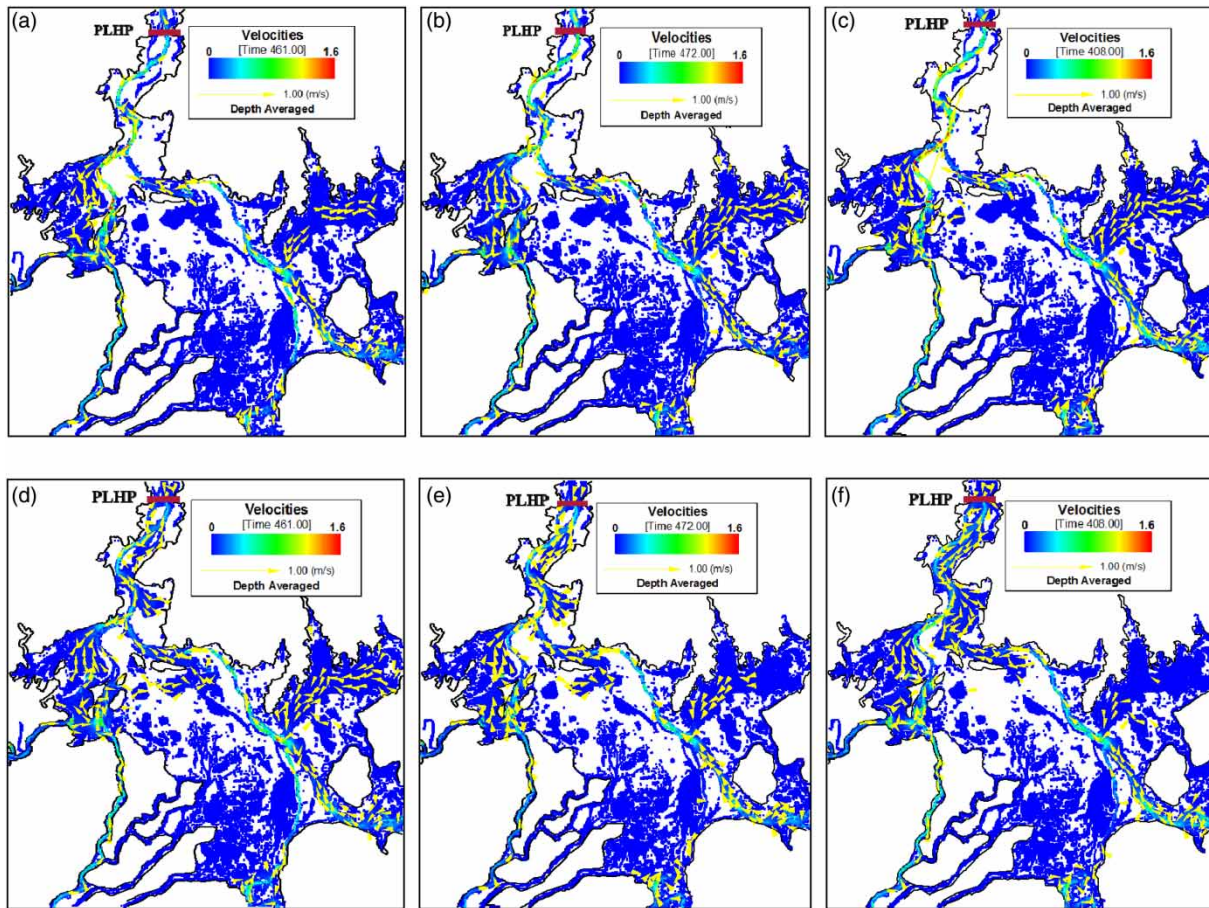 (a)
PLHP
Velocities
0 [Time 461.00] 1.6
1.00 (m/s)
Depth Averaged
(b)
PLHP
Velocities
0 [Time 472.00] 1.6
1.00 (m/s)
Depth Averaged
(c)
PLHP
Velocities
0 [Time 408.00] 1.6
1.00 (m/s)
Depth Averaged
(d)
PLHP
Velocities
0 [Time 461.00] 1.6
1.00 (m/s)
Depth Averaged
(e)
PLHP
Velocities
0 [Time 472.00] 1.6
1.00 (m/s)
Depth Averaged
(f)
PLHP
Velocities
0 [Time 408.00] 1.6
1.00 (m/s)
Depth Averaged